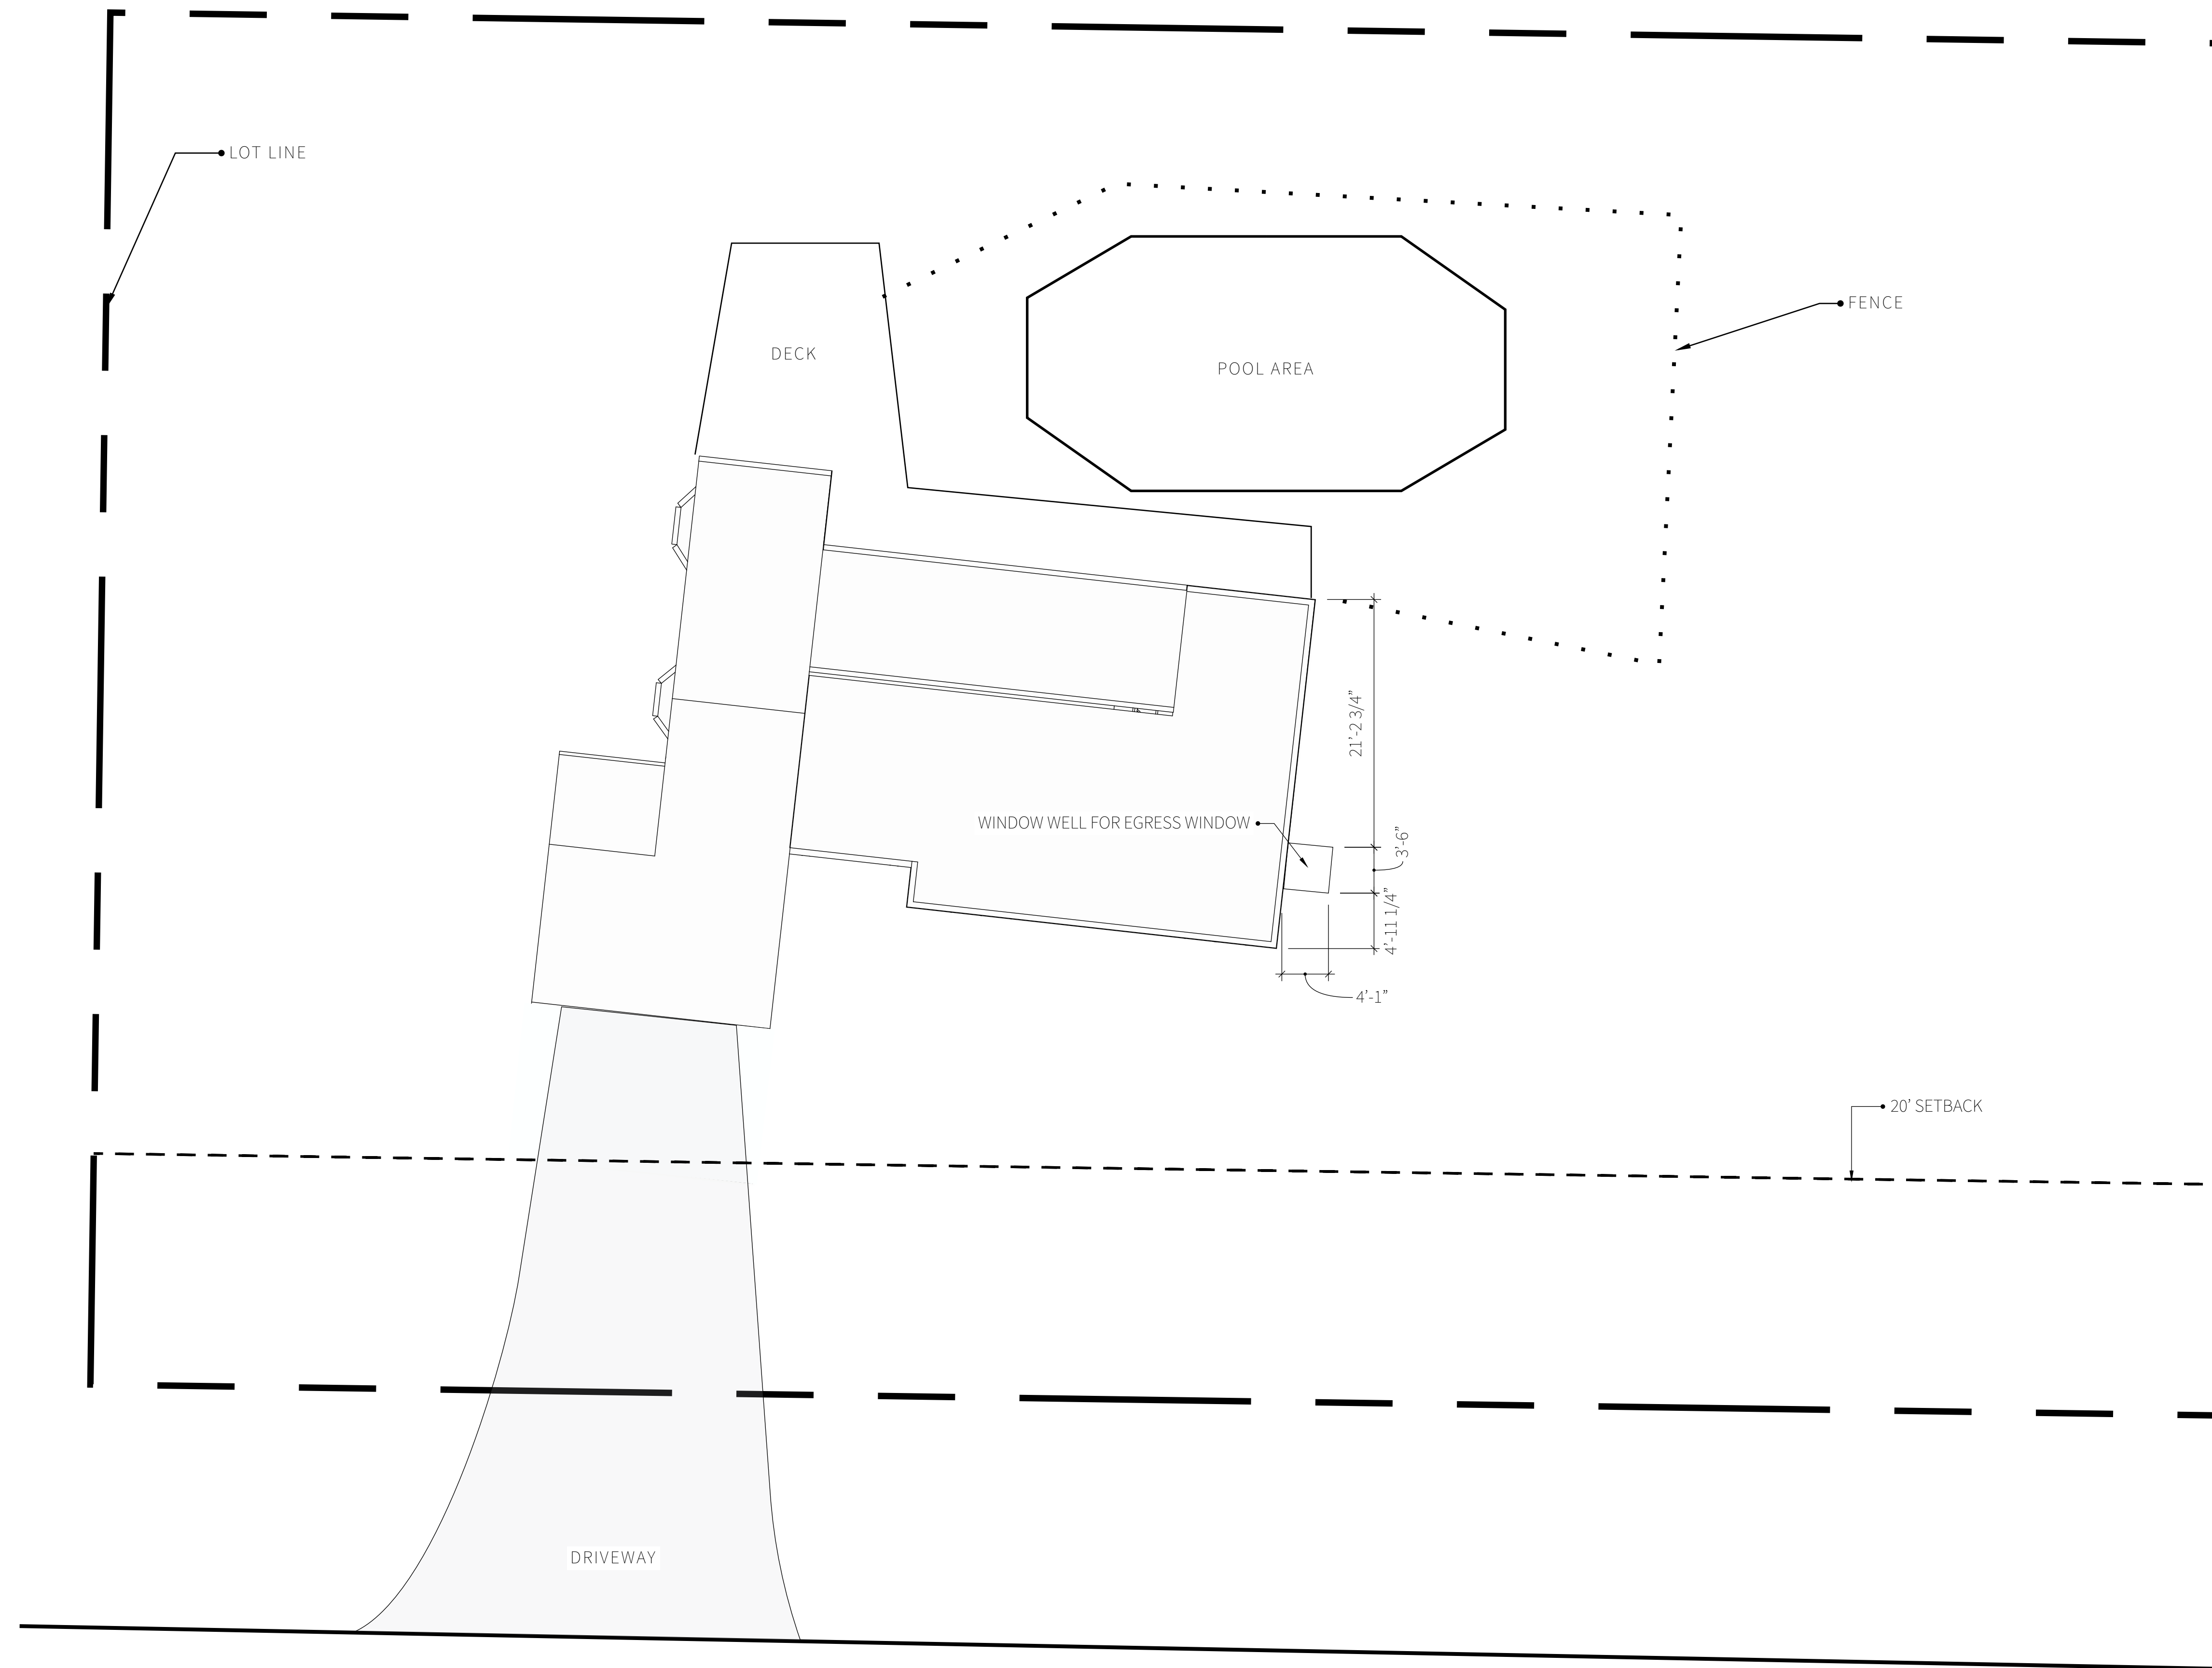 LOT LINE
FENCE
DECK
POOL AREA
21’-2 3/4”
WINDOW WELL FOR EGRESS WINDOW
3’-6”
4’-11 1/4”
4’-1”
20’ SETBACK
DRIVEWAY